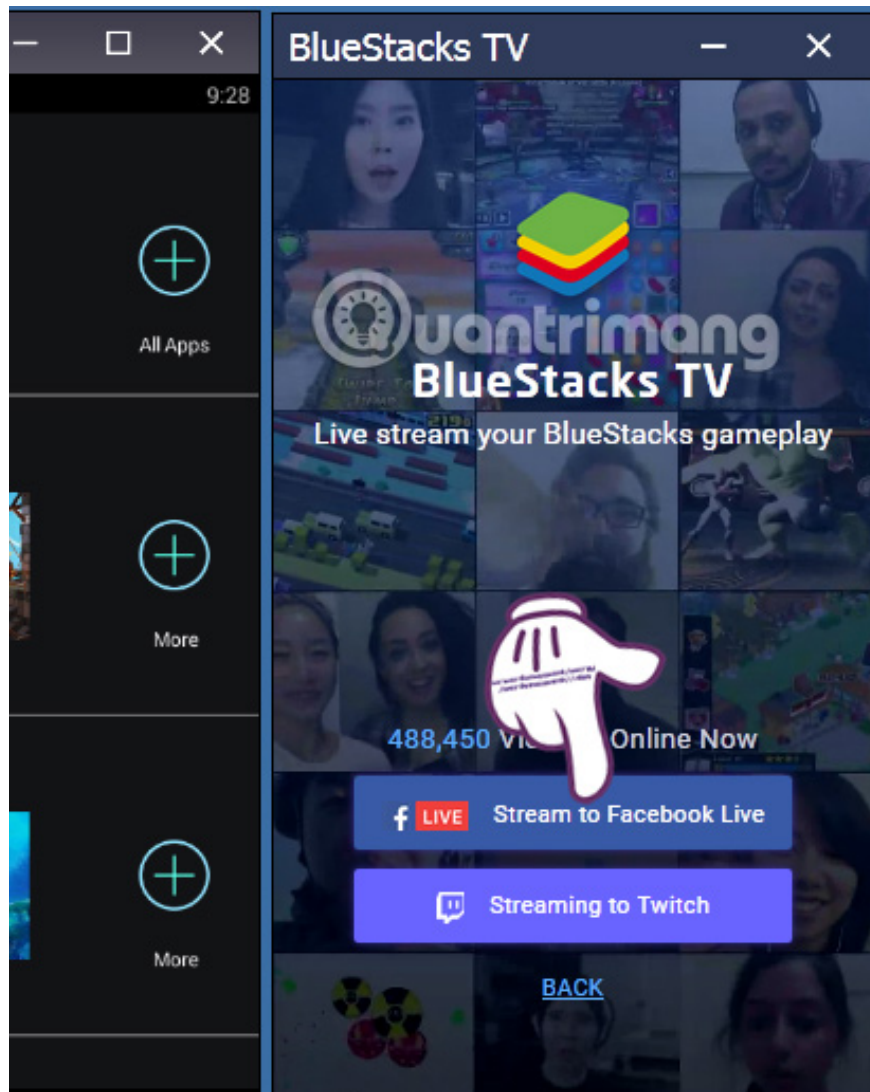 9:28
All Apps
More
More
BlueStacks TV
Quantrimang
BlueStacks TV
Live stream your BlueStacks gameplay
488,450 Online Now
f LIVE Stream to Facebook Live
Streaming to Twitch
BACK